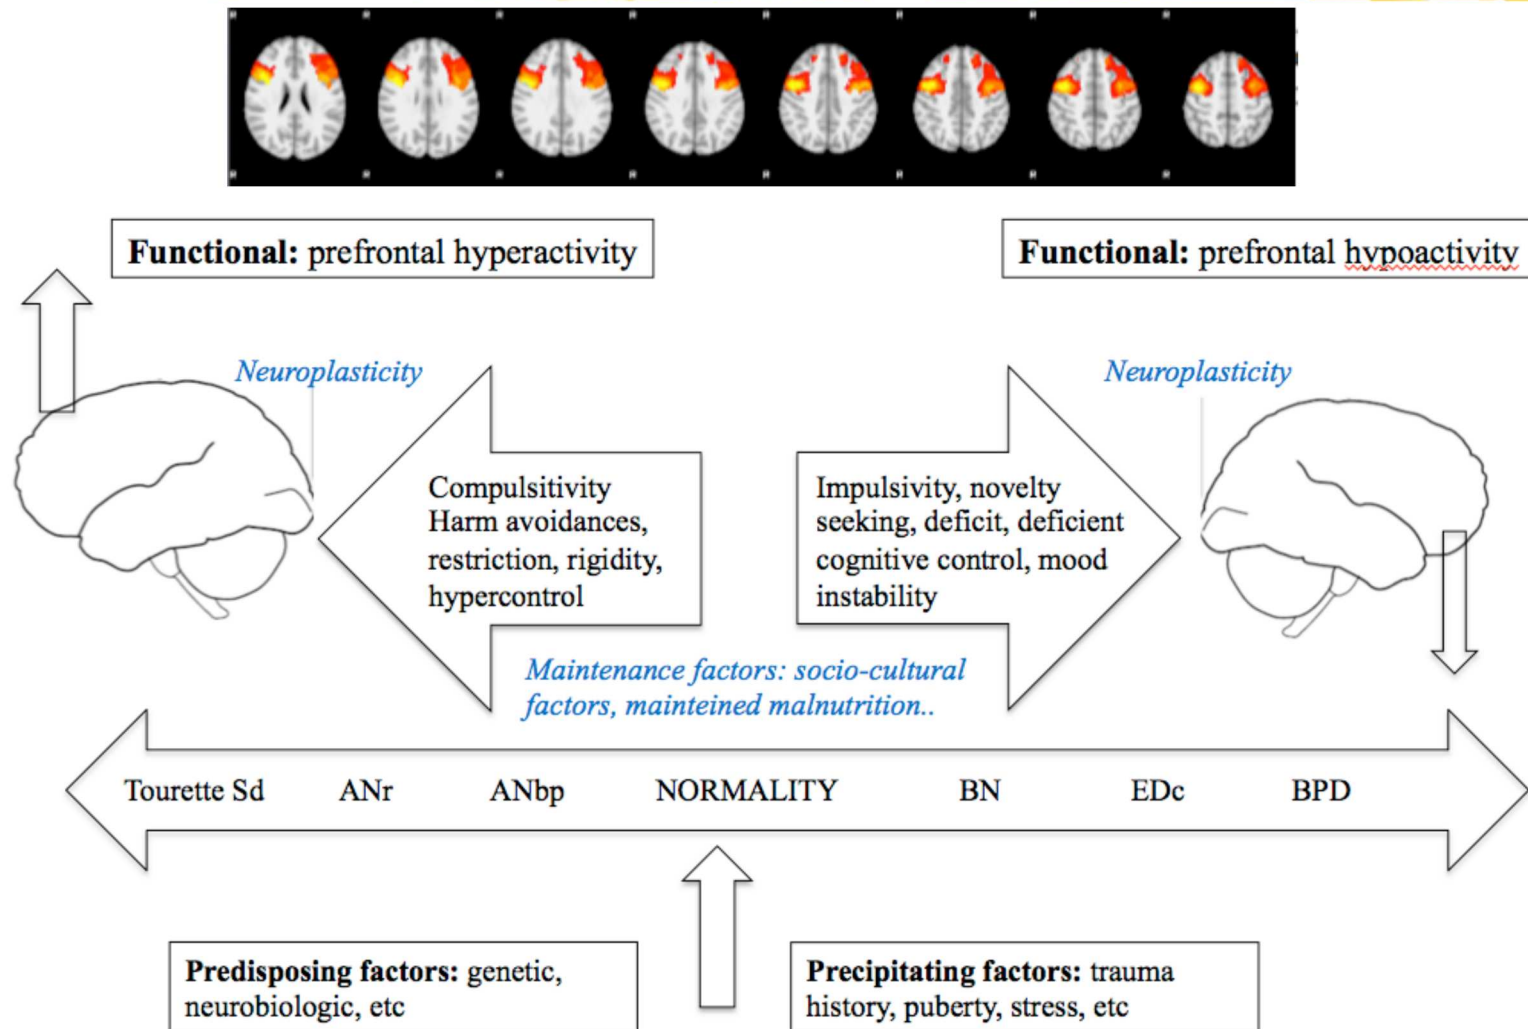 Functional: prefrontal hyperactivity
Functional: prefrontal hypoactivity
Neuroplasticity
Neuroplasticity
Compulsitivity
Harm avoidances,
restriction, rigidity,
hypercontrol
Impulsivity, novelty
seeking, deficit, deficient
cognitive control, mood
instability
Maintenance factors: socio-cultural
factors, mainteined malnutrition..
Tourette Sd ANr ANbp NORMALITY BN EDc BPD
Predisposing factors: genetic,
neurobiologic, etc
Precipitating factors: trauma
history, puberty, stress, etc